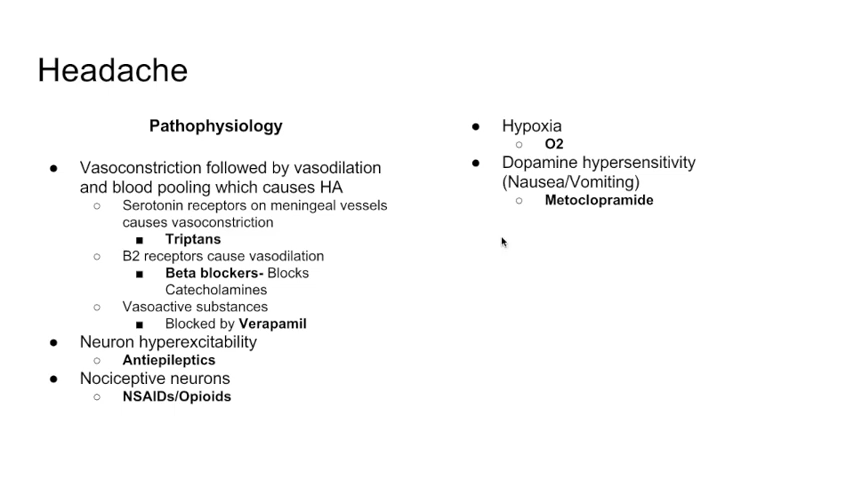 Headache
Pathophysiology
● Vasoconstriction followed by vasodilation
and blood pooling which causes HA
○ Serotonin receptors on meningeal vessels
causes vasoconstriction
■ Triptans
○ B2 receptors cause vasodilation
■ Beta blockers- Blocks
Catecholamines
○ Vasoactive substances
■ Blocked by Verapamil
● Neuron hyperexcitability
○ Antiepileptics
● Nociceptive neurons
○ NSAIDs/Opioids
● Hypoxia
○ O2
● Dopamine hypersensitivity
(Nausea/Vomiting)
○ Metoclopramide